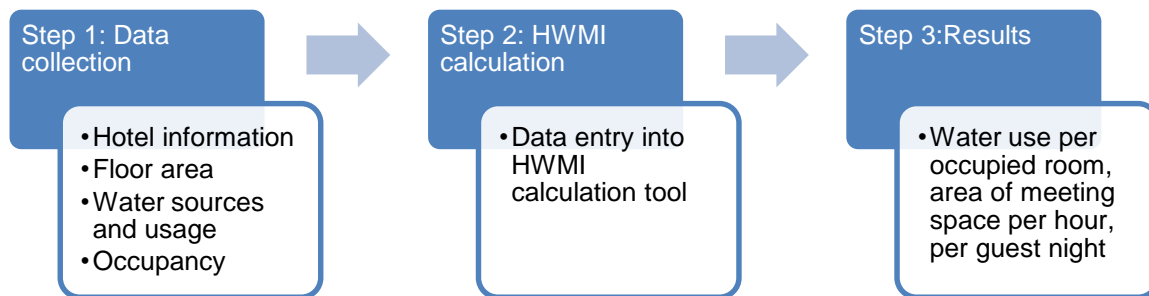 Step 1: Data
collection
•Hotel information
•Floor area
•Water sources
and usage
•Occupancy
Step 2: HWMI
calculation
•Data entry into
HWMI
calculation tool
Step 3:Results
•Water use per
occupied room,
area of meeting
space per hour,
per guest night